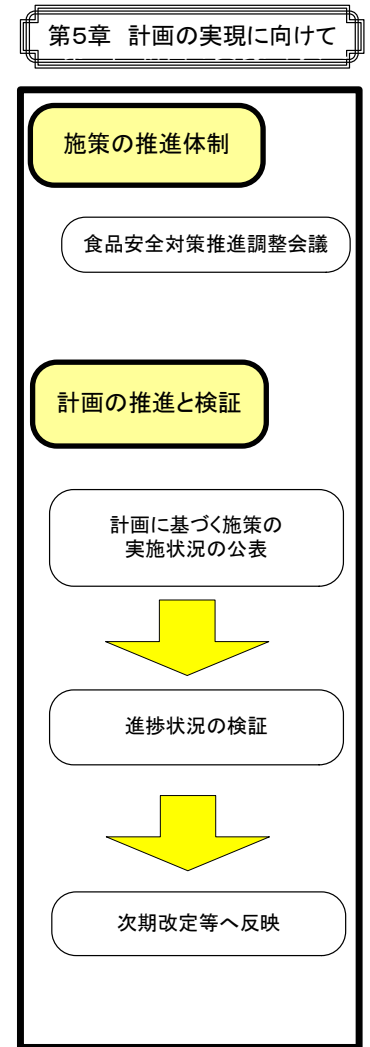 第5章 計画の実現に向けて
施策の推進体制
食品安全対策推進調整会議
計画の推進と検証
計画に基づく施策の
実施状況の公表
進捗状況の検証
次期改定等へ反映